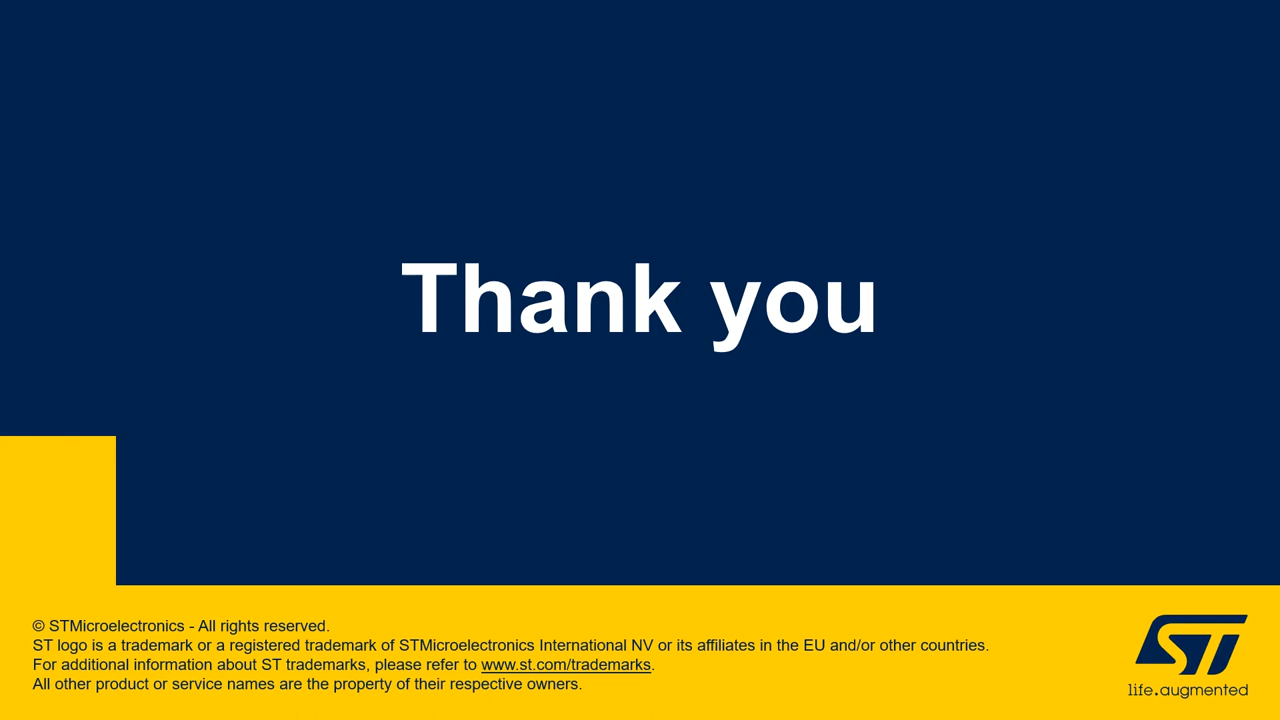 Thank you
© STMicroelectronics - All rights reserved.
ST logo is a trademark or a registered trademark of STMicroelectronics International NV or its affiliates in the EU and/or other countries.
For additional information about ST trademarks, please refer to www.st.com/trademarks.
All other product or service names are the property of their respective owners.
ST
life.augmented